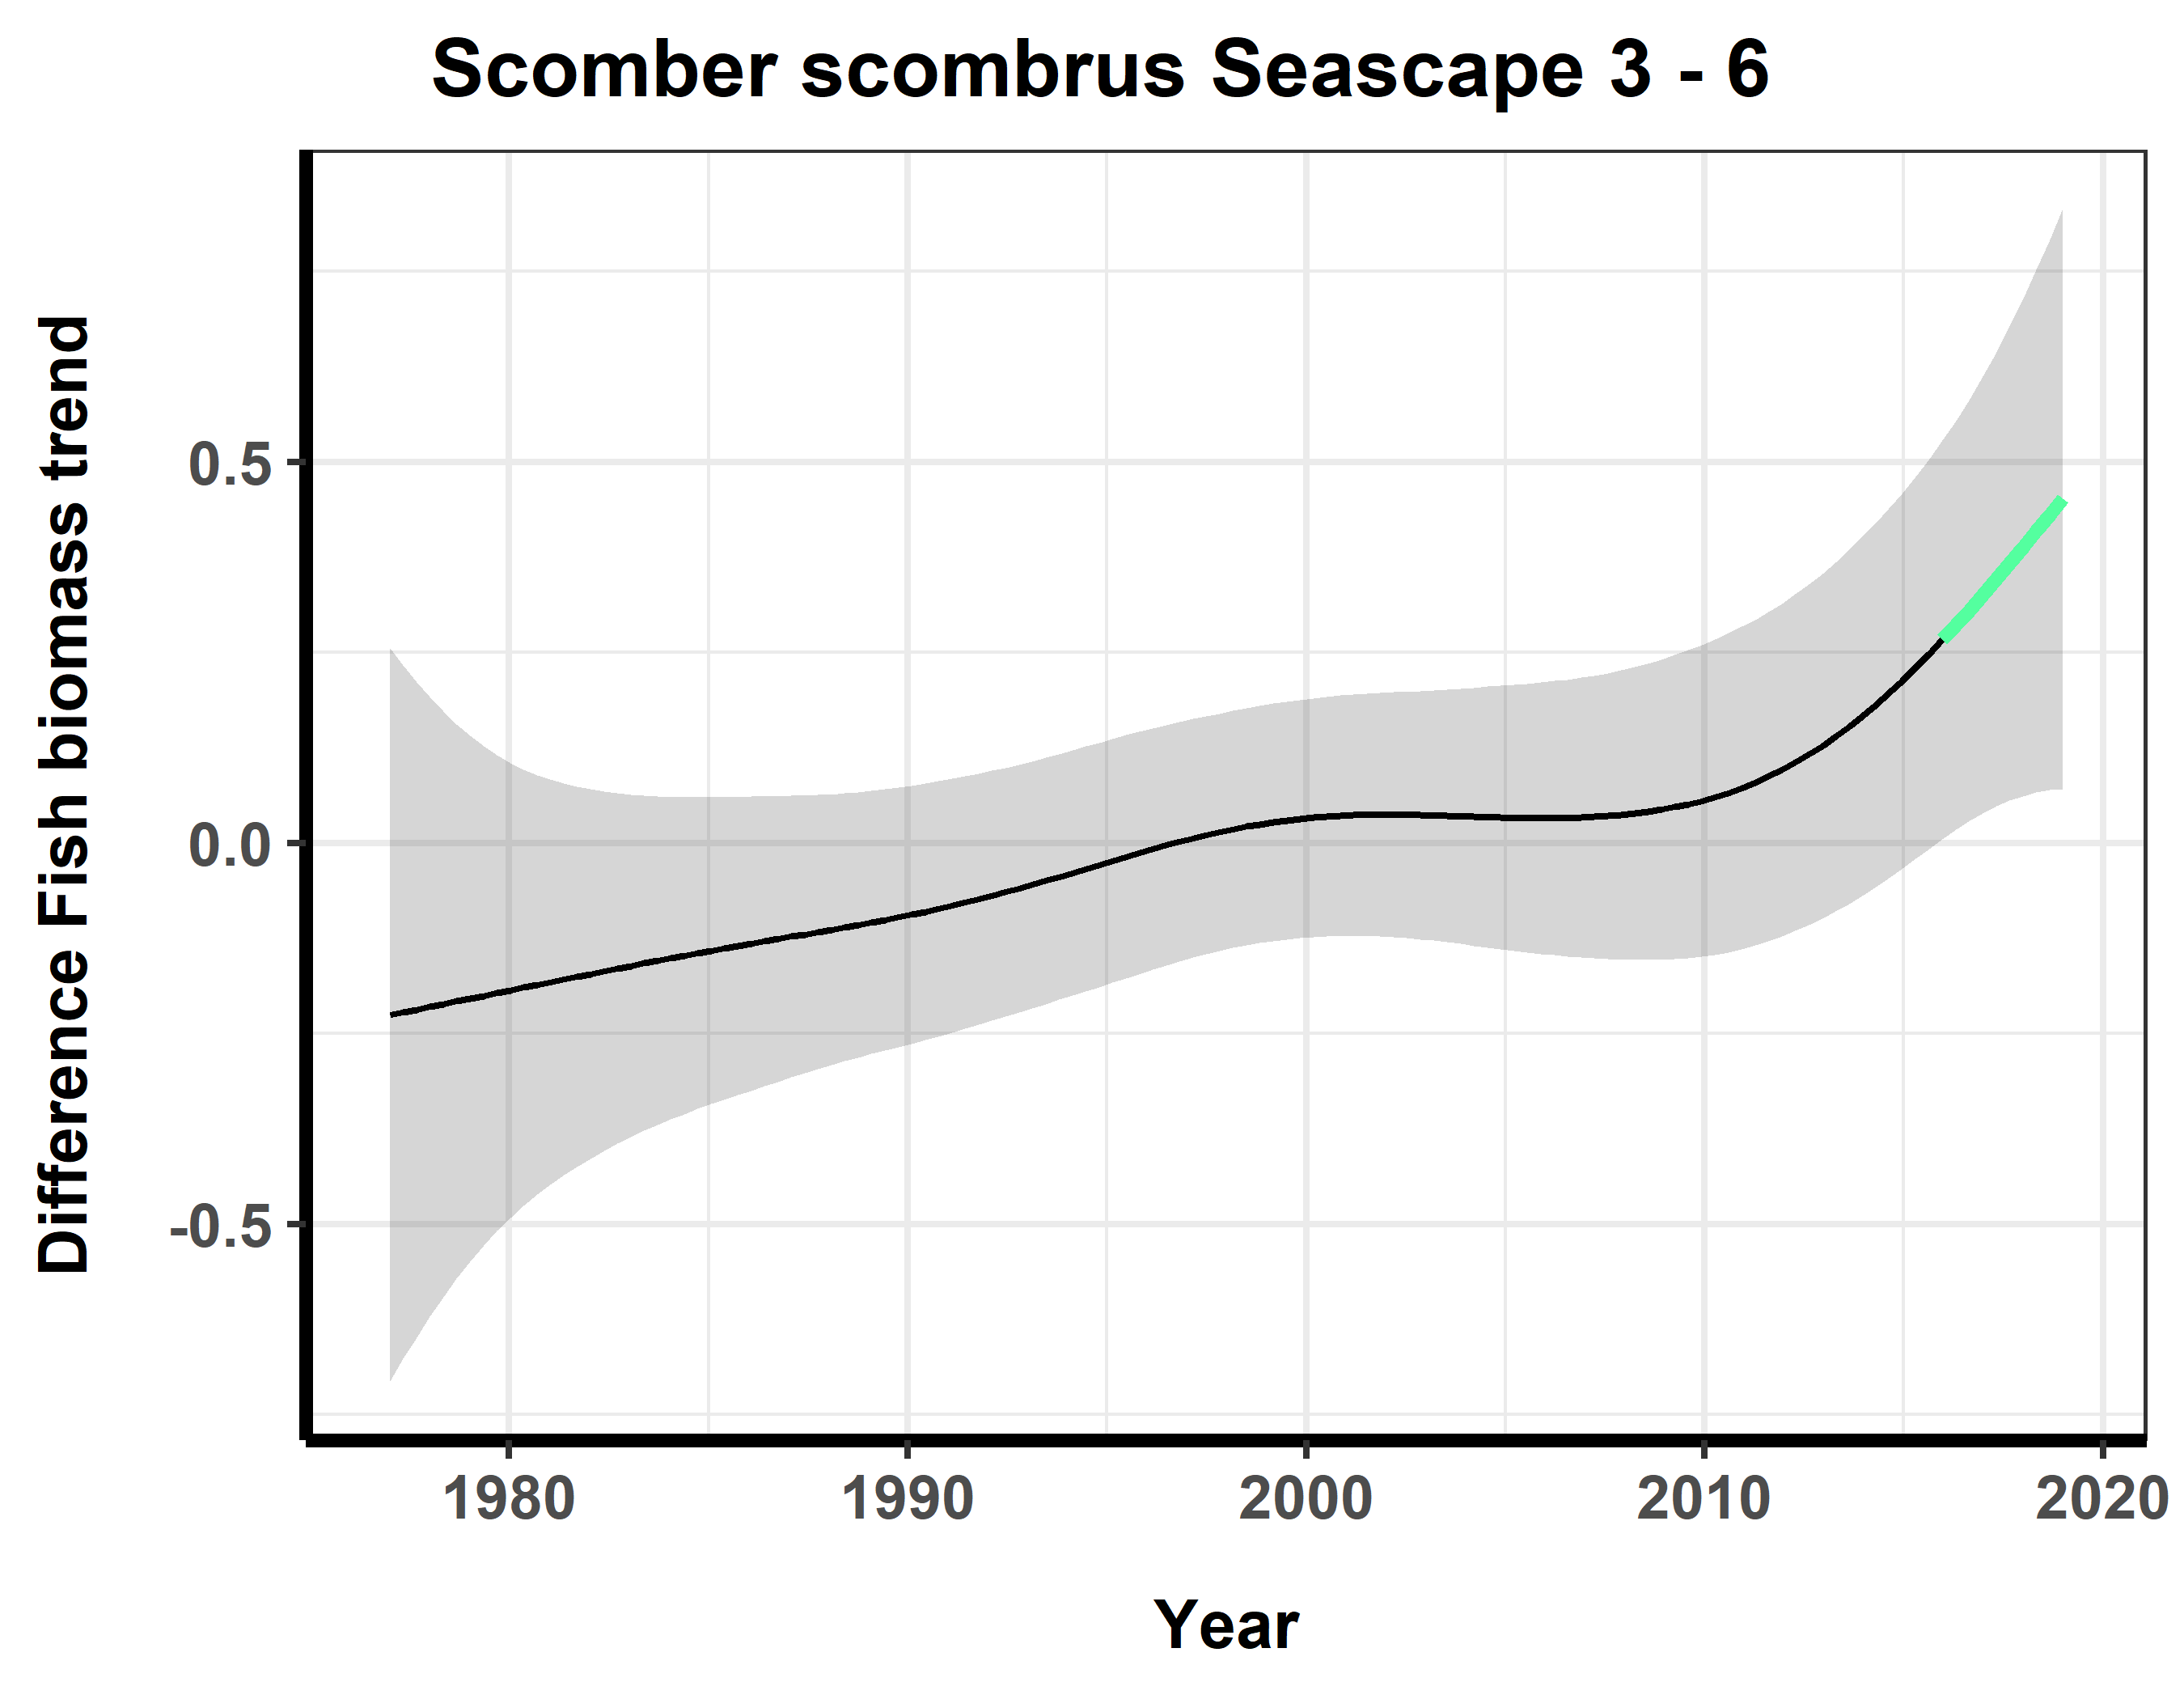 Scomber scombrus Seascape 3 - 6
Difference Fish biomass trend
0.5
0.0
-0.5
1980 1990 2000 2010 2020
Year